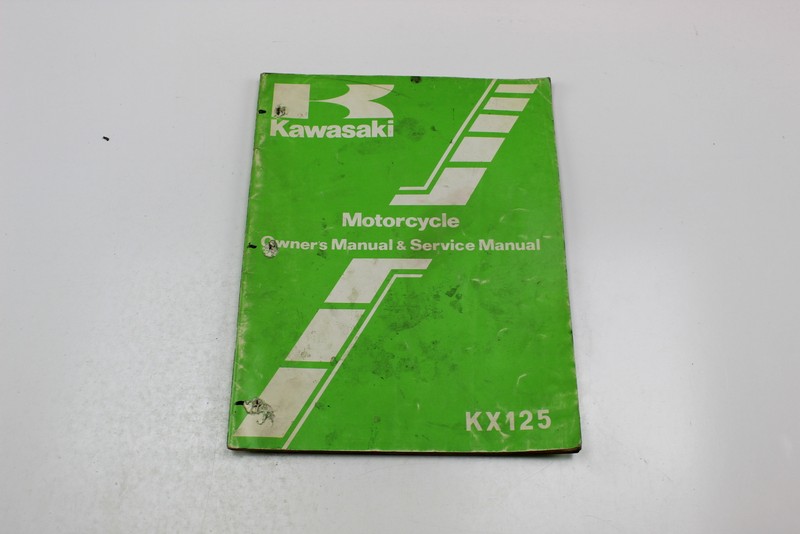 Kawasaki
Motorcycle
Owner's Manual & Service Manual
KX125